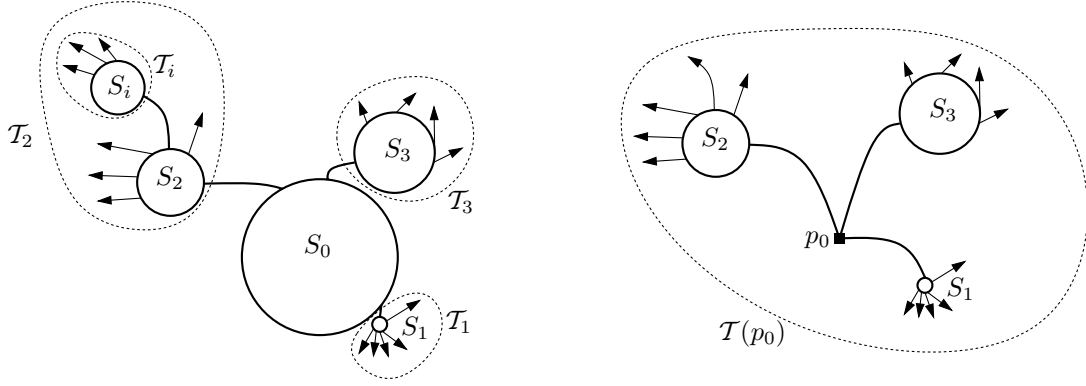 S_i
𝒯_i
𝒯_2
S_2
S_3
𝒯_3
S_0
S_1
𝒯_1
S_2
S_3
p_0
S_1
𝒯(p_0)